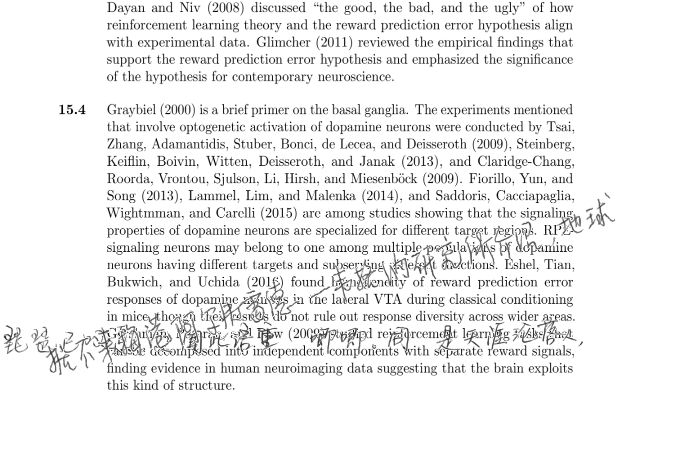 Dayan and Niv (2008) discussed “the good, the bad, and the ugly” of how
reinforcement learning theory and the reward prediction error hypothesis align
with experimental data. Glimcher (2011) reviewed the empirical findings that
support the reward prediction error hypothesis and emphasized the significance
of the hypothesis for contemporary neuroscience.
15.4 Graybiel (2000) is a brief primer on the basal ganglia. The experiments mentioned
that involve optogenetic activation of dopamine neurons were conducted by Tsai,
Zhang, Adamantidis, Stuber, Bonci, de Lecea, and Deisseroth (2009), Steinberg,
Keiflin, Boivin, Witten, Deisseroth, and Janak (2013), and Claridge-Chang,
Roorda, Vrontou, Sjulson, Li, Hirsh, and Miesenböck (2009). Fiorillo, Yun, and
Song (2013), Lammel, Lim, and Malenka (2014), and Saddoris, Cacciapaglia,
Wightmman, and Carelli (2015) are among studies showing that the signaling
properties of dopamine neurons are specialized for different target regions. RPE-
signaling neurons may belong to one among multiple populations of dopamine
neurons having different targets and subserving different functions. Eshel, Tian,
Bukwich, and Uchida (2016) found homogeneity of reward prediction error
responses of dopamine neurons in the lateral VTA during classical conditioning
in mice, though their results do not rule out response diversity across wider areas.
(2009) studied reinforcement learning tasks that
can be decomposed into independent components with separate reward signals,
finding evidence in human neuroimaging data suggesting that the brain exploits
this kind of structure.
地球
琵琶